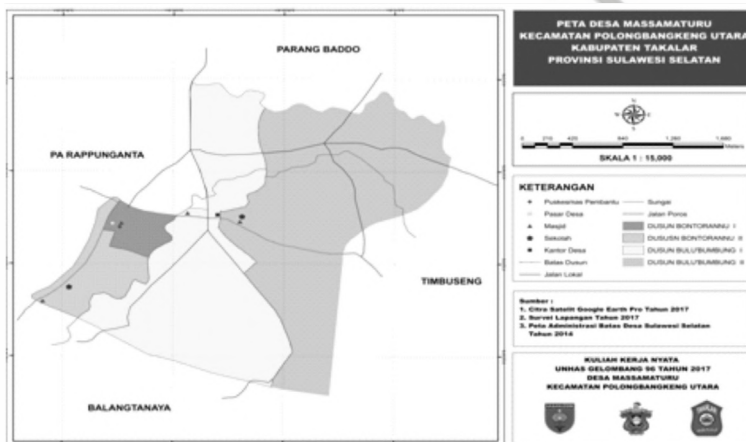 PARANG BADDO
PA RAPPUNGANTA
TIMBUSENG
BALANGTANAYA
PETA DESA MASSAMATURU
KECAMATAN POLONGBANGKENG UTARA
KABUPATEN TAKALAR
PROVINSI SULAWESI SELATAN
Meters
SKALA 1 : 15,000
KETERANGAN
Puskesmas Pembantu
Pasar Desa
Masjid
Sekolah
Kantor Desa
Batas Dusun
Jalan Lokal
Sungai
Jalan Poros
DUSUN BONTORANNU I
DUSUSN BONTORANNU II
DUSUN BULU'BUMBUNG I
DUSUN BULU'BUMBUNG II
Sumber :
1. Citra Satelit Google Earth Pro Tahun 2017
2. Survei Lapangan Tahun 2017
3. Peta Administrasi Batas Desa Sulawesi Selatan
Tahun 2014
KULIAH KERJA NYATA
UNHAS GELOMBANG 96 TAHUN 2017
DESA MASSAMATURU
KECAMATAN POLONGBANGKENG UTARA